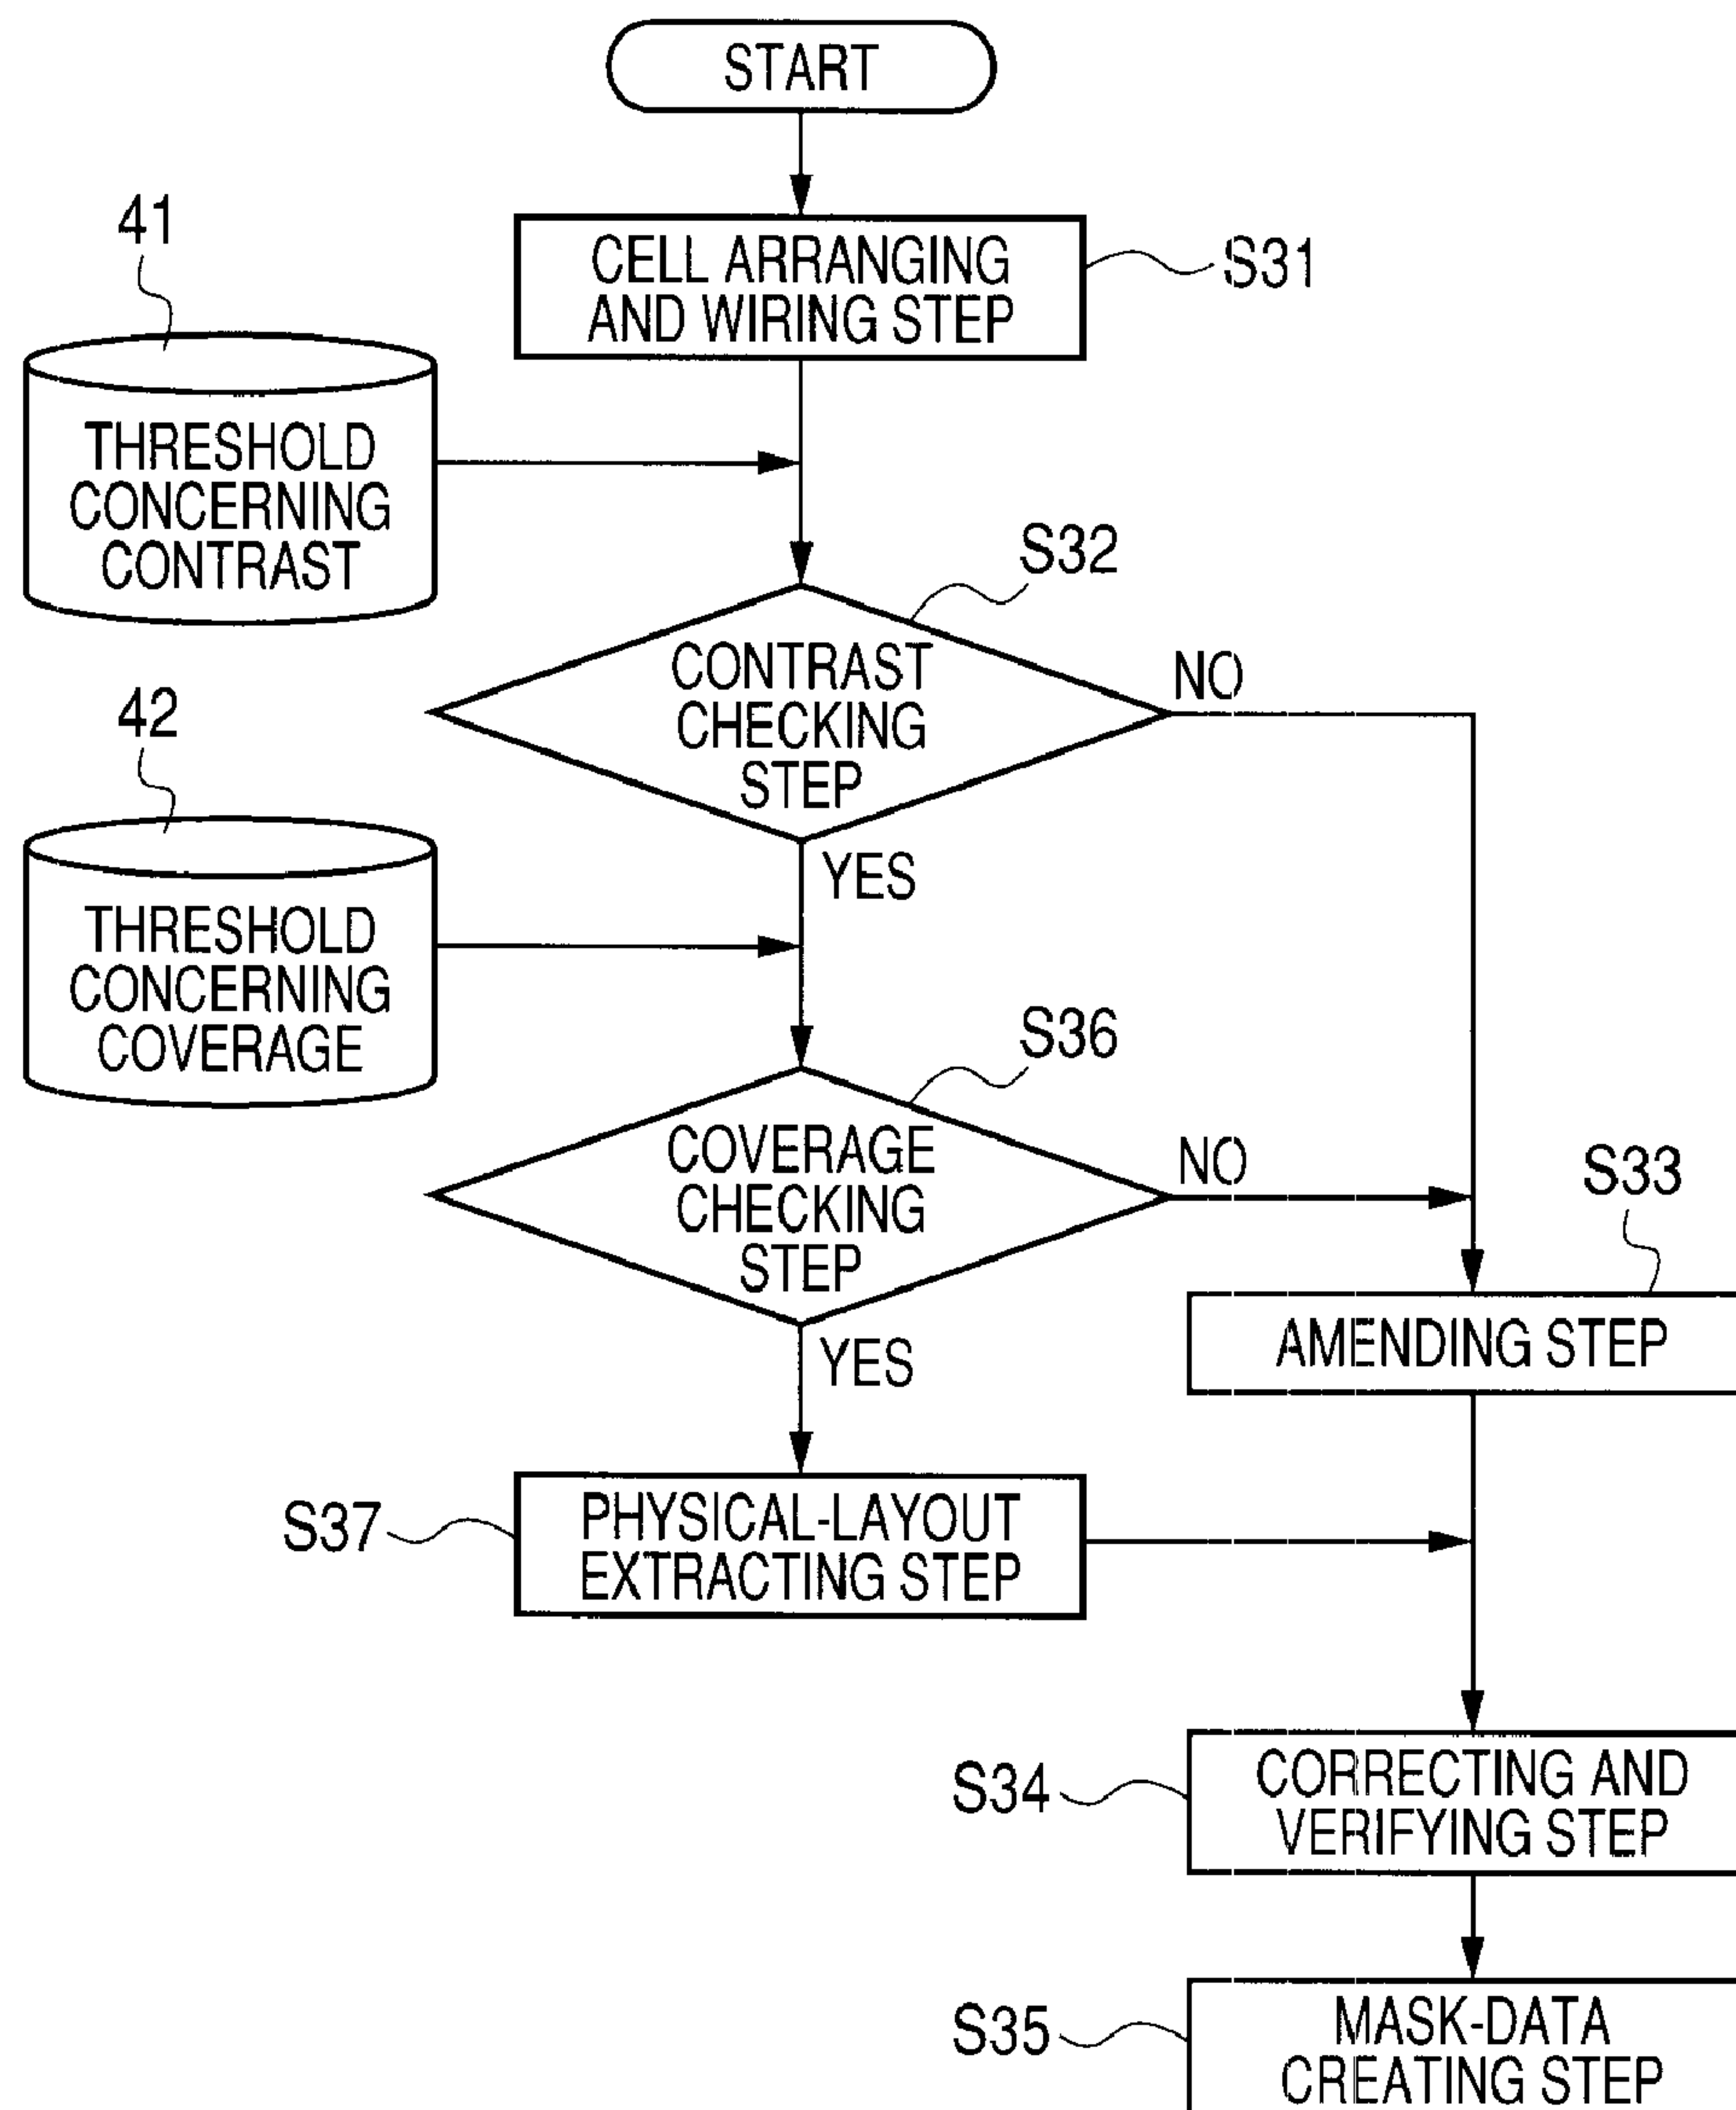 START
41
CELL ARRANGING
AND WIRING STEP
S31
THRESHOLD
CONCERNING
CONTRAST
S32
CONTRAST
CHECKING
STEP
NO
YES
42
THRESHOLD
CONCERNING
COVERAGE
S36
COVERAGE
CHECKING
STEP
NO
YES
S33
AMENDING STEP
S37
PHYSICAL-LAYOUT
EXTRACTING STEP
S34
CORRECTING AND
VERIFYING STEP
S35
MASK-DATA
CREATING STEP